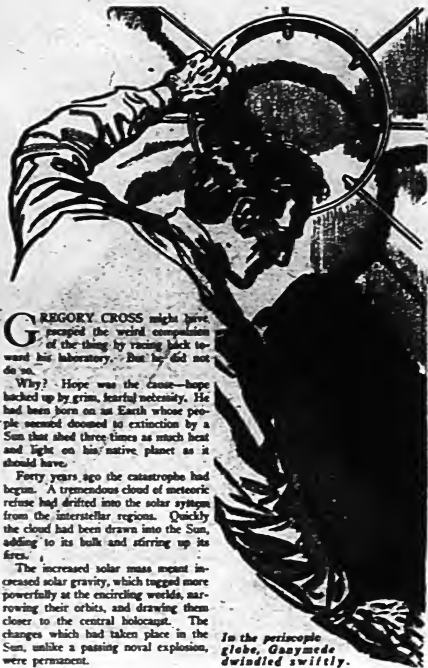 GREGORY CROSS might have
escaped the weird compulsion
of the thing by racing back to-
ward his laboratory. But he did not
do so.
Why? Hope was the cause—hope
backed up by grim, fearful necessity. He
had been born on an Earth whose peo-
ple seemed doomed to extinction by a
Sun that shed three times as much heat
and light on his native planet as it
should have.
Forty years ago the catastrophe had
begun. A tremendous cloud of meteoric
refuse had drifted into the solar system
from the interstellar regions. Quickly
the cloud had been drawn into the Sun,
adding to its bulk and stirring up its
fires.
The increased solar mass meant in-
creased solar gravity, which tugged more
powerfully at the encircling worlds, nar-
rowing their orbits, and drawing them
closer to the central holocaust. The
changes which had taken place in the
Sun, unlike a passing noval explosion,
were permanent.
In the periscopic
globe, Ganymede
dwindled swiftly.